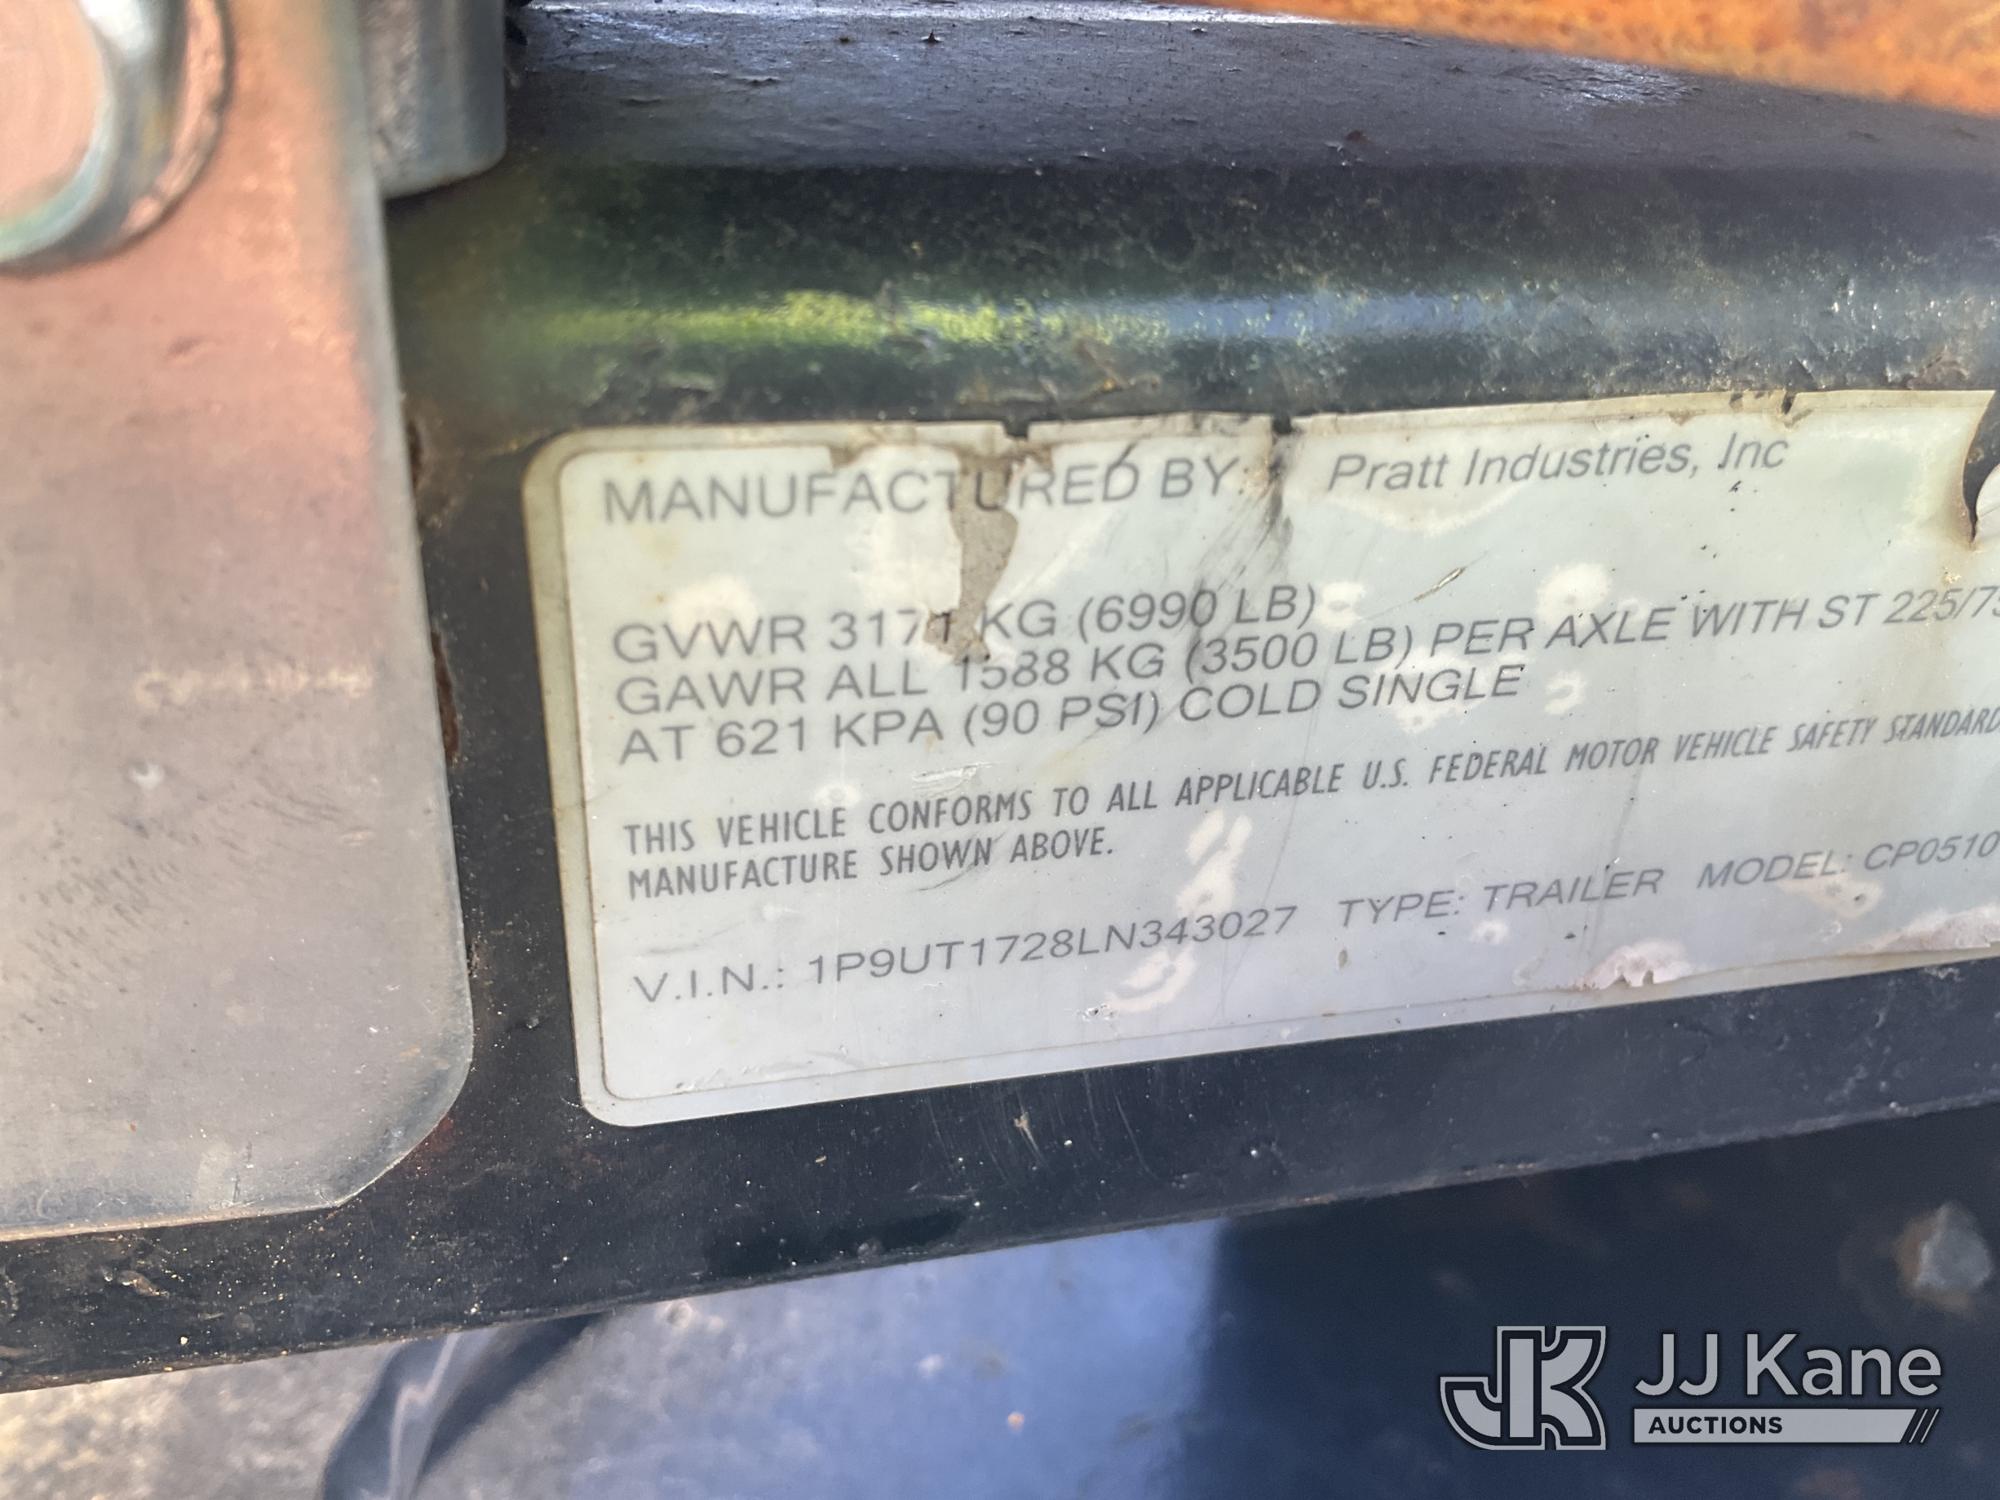 MANUFACTURED BY: Pratt Industries, Inc
GVWR 3171 KG (6990 LB)
GAWR ALL 1588 KG (3500 LB) PER AXLE WITH ST 225/75
AT 621 KPA (90 PSI) COLD SINGLE
THIS VEHICLE CONFORMS TO ALL APPLICABLE U.S. FEDERAL MOTOR VEHICLE SAFETY STANDARD
MANUFACTURE SHOWN ABOVE.
V.I.N.: 1P9UT1728LN343027 TYPE: TRAILER MODEL: CP0510
JK JJ Kane
AUCTIONS